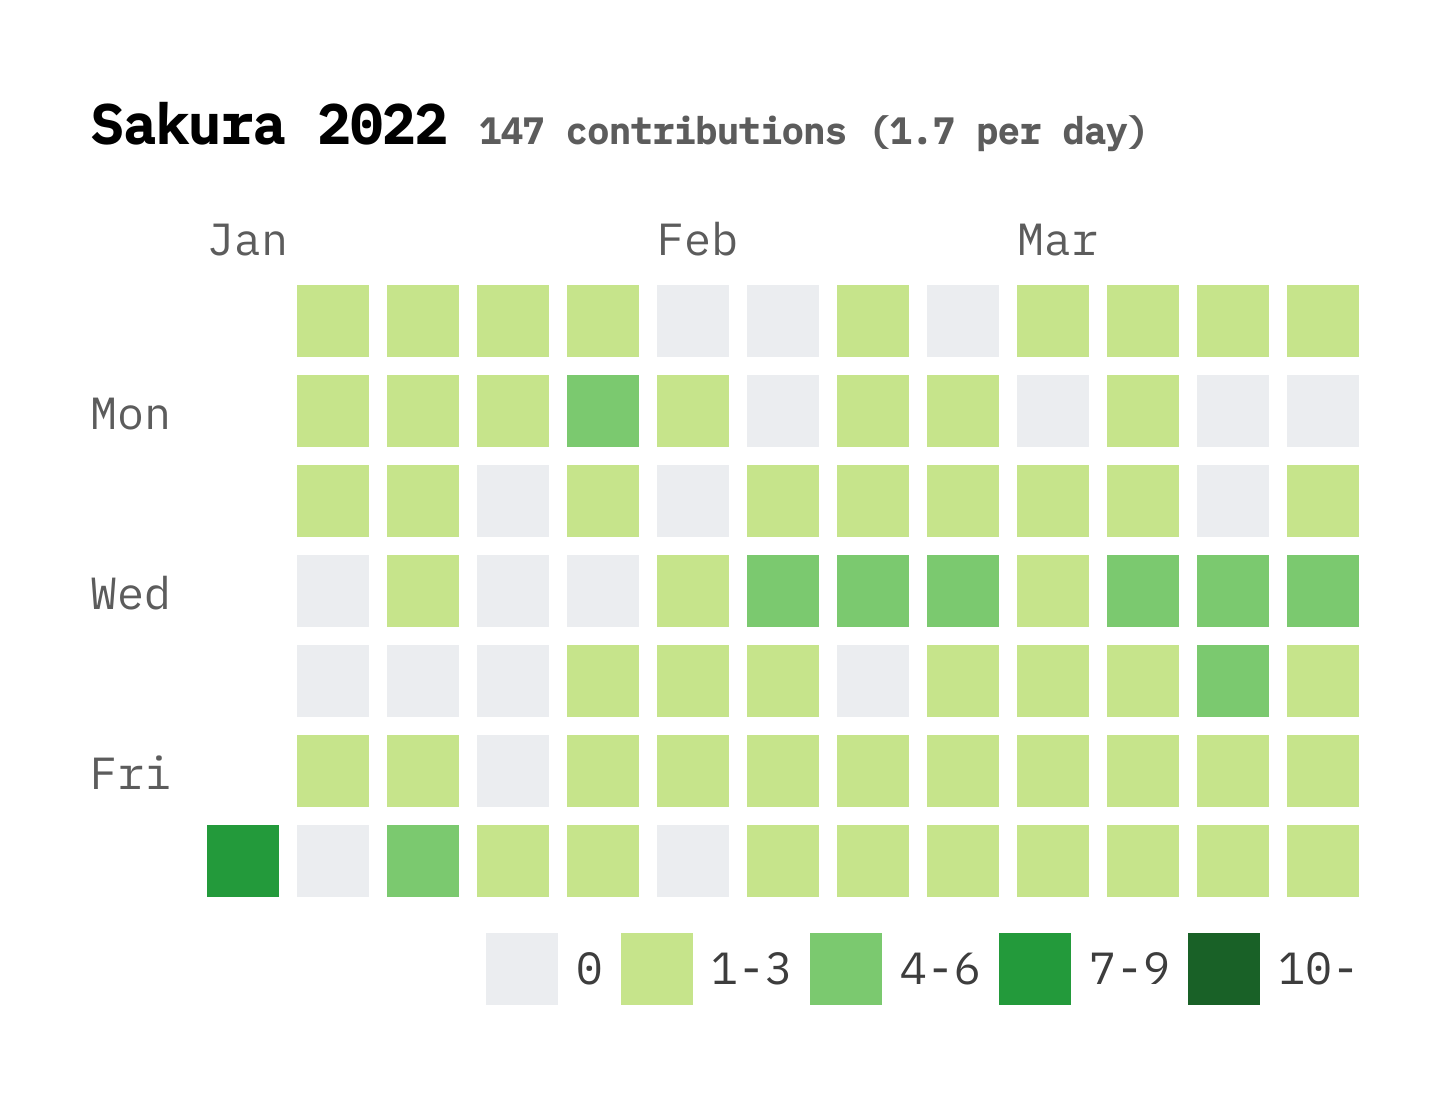 Sakura 2022 147 contributions (1.7 per day)
Jan Feb Mar
Mon
Wed
Fri
0 1-3 4-6 7-9 10-